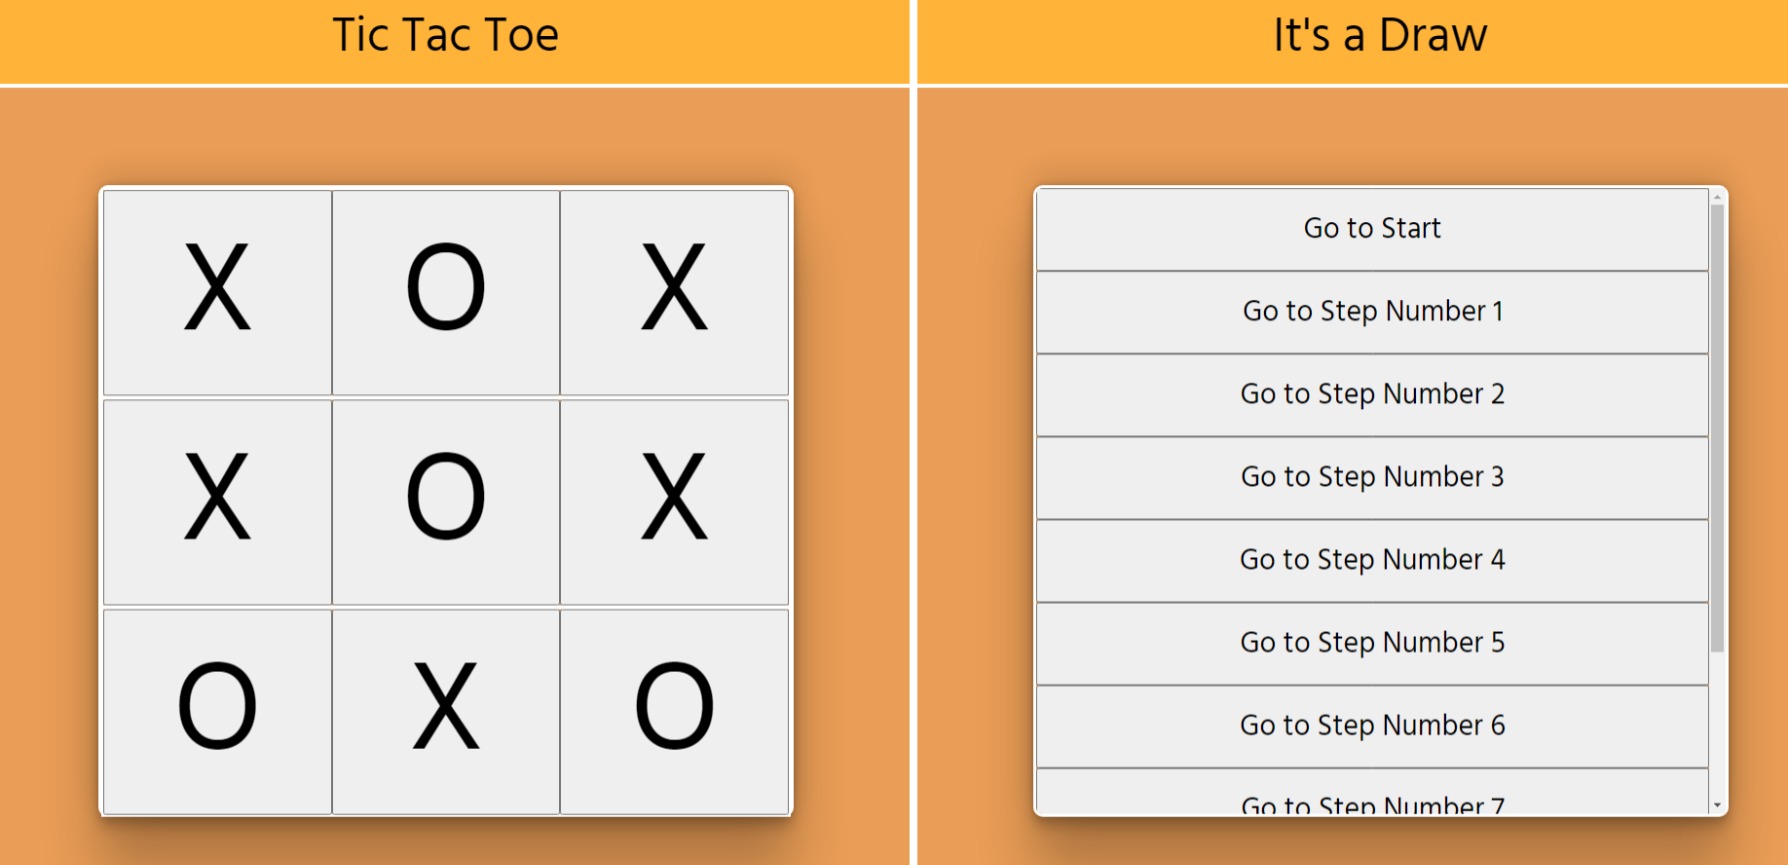 Tic Tac Toe
X O X
X O X
O X O
It's a Draw
Go to Start
Go to Step Number 1
Go to Step Number 2
Go to Step Number 3
Go to Step Number 4
Go to Step Number 5
Go to Step Number 6
Go to Step Number 7